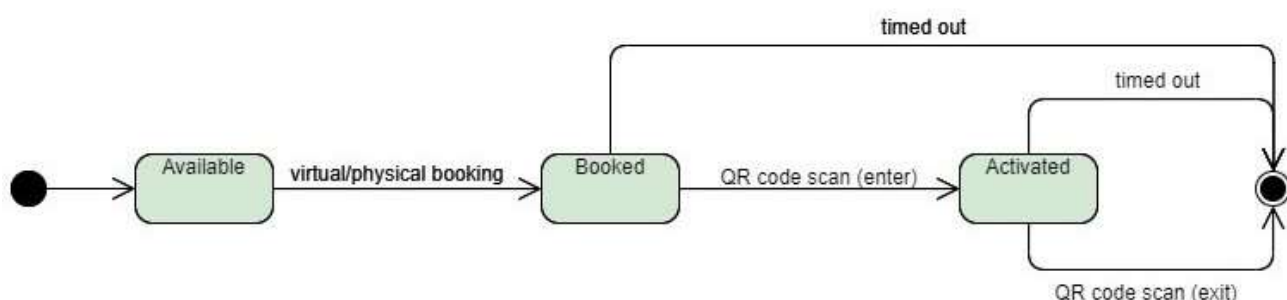 timed out
timed out
Available
virtual/physical booking
Booked
QR code scan (enter)
Activated
QR code scan (exit)